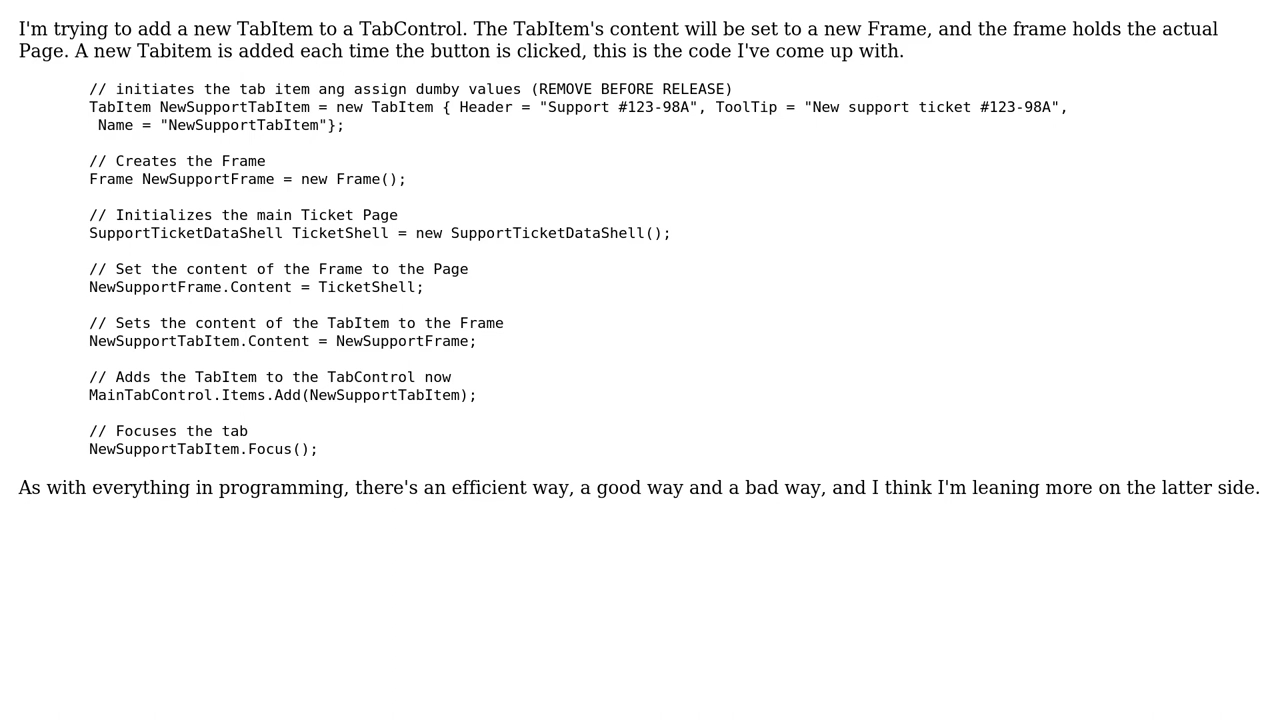 I'm trying to add a new TabItem to a TabControl. The TabItem's content will be set to a new Frame, and the frame holds the actual
Page. A new Tabitem is added each time the button is clicked, this is the code I've come up with.
// initiates the tab item ang assign dumby values (REMOVE BEFORE RELEASE)
TabItem NewSupportTabItem = new TabItem { Header = "Support #123-98A", ToolTip = "New support ticket #123-98A",
Name = "NewSupportTabItem"};
// Creates the Frame
Frame NewSupportFrame = new Frame();
// Initializes the main Ticket Page
SupportTicketDataShell TicketShell = new SupportTicketDataShell();
// Set the content of the Frame to the Page
NewSupportFrame.Content = TicketShell;
// Sets the content of the TabItem to the Frame
NewSupportTabItem.Content = NewSupportFrame;
// Adds the TabItem to the TabControl now
MainTabControl.Items.Add(NewSupportTabItem);
// Focuses the tab
NewSupportTabItem.Focus();
As with everything in programming, there's an efficient way, a good way and a bad way, and I think I'm leaning more on the latter side.